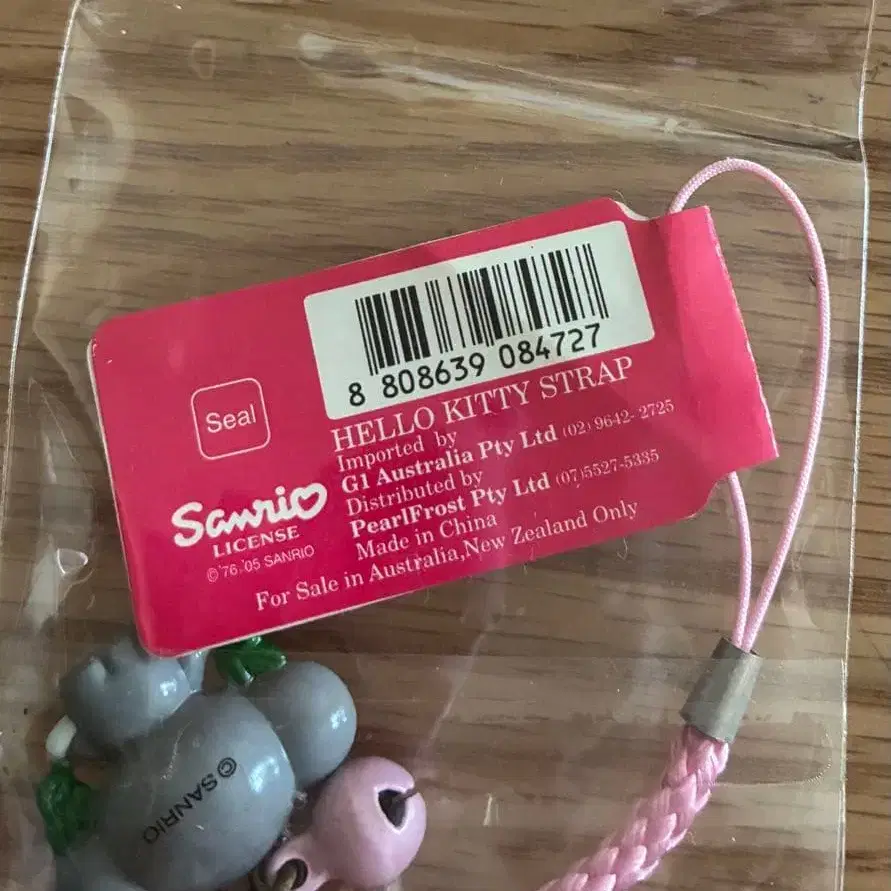 8 808639 084727
HELLO KITTY STRAP
Imported by
G1 Australia Pty Ltd (02) 9642-2725
Distributed by
PearlFrost Pty Ltd (07)5527-5335
Made in China
For Sale in Australia,New Zealand Only
Seal
Sanrio
LICENSE
©'76,'05 SANRIO
©SANRIO